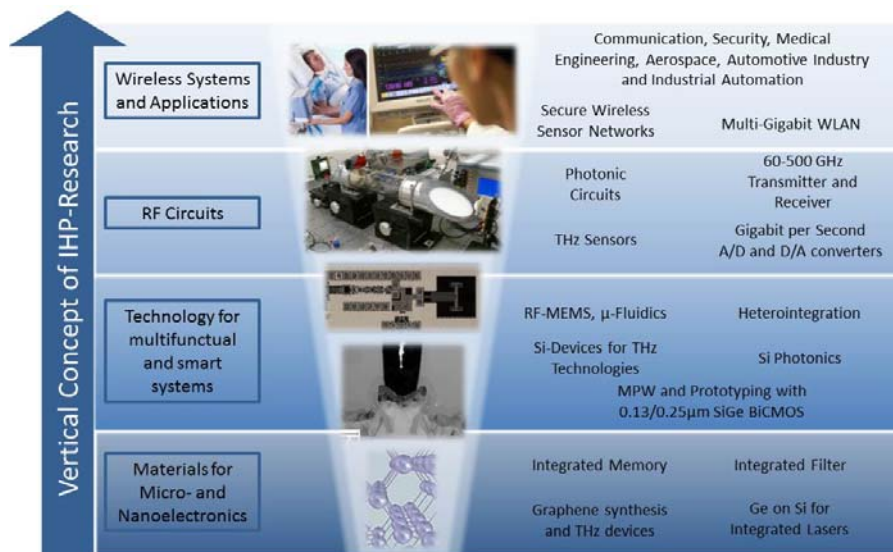 Vertical Concept of IHP-Research
Wireless Systems
and Applications
Communication, Security, Medical
Engineering, Aerospace, Automotive Industry
and Industrial Automation
Secure Wireless
Sensor Networks
Multi-Gigabit WLAN
RF Circuits
Photonic
Circuits
60-500 GHz
Transmitter and
Receiver
THz Sensors
Gigabit per Second
A/D and D/A converters
Technology for
multifunctual
and smart
systems
RF-MEMS, µ-Fluidics
Heterointegration
Si-Devices for THz
Technologies
Si Photonics
MPW and Prototyping with
0.13/0.25µm SiGe BiCMOS
Materials for
Micro- and
Nanoelectronics
Integrated Memory
Integrated Filter
Graphene synthesis
and THz devices
Ge on Si for
Integrated Lasers